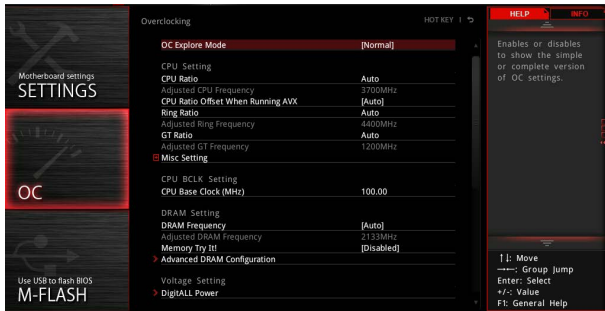 Overclocking
HOT KEY |
HELP
INFO
Motherboard settings
SETTINGS
OC
Use USB to flash BIOS
M-FLASH
OC Explore Mode [Normal]
CPU Setting
CPU Ratio Auto
Adjusted CPU Frequency 3700MHz
CPU Ratio Offset When Running AVX [Auto]
Ring Ratio Auto
Adjusted Ring Frequency 4400MHz
GT Ratio Auto
Adjusted GT Frequency 1200MHz
Misc Setting
CPU BCLK Setting
CPU Base Clock (MHz) 100.00
DRAM Setting
DRAM Frequency [Auto]
Adjusted DRAM Frequency 2133MHz
Memory Try It! [Disabled]
Advanced DRAM Configuration
Voltage Setting
DigitALL Power
Enables or disables
to show the simple
or complete version
of OC settings.
↑↓: Move
→←: Group Jump
Enter: Select
+/-: Value
F1: General Help